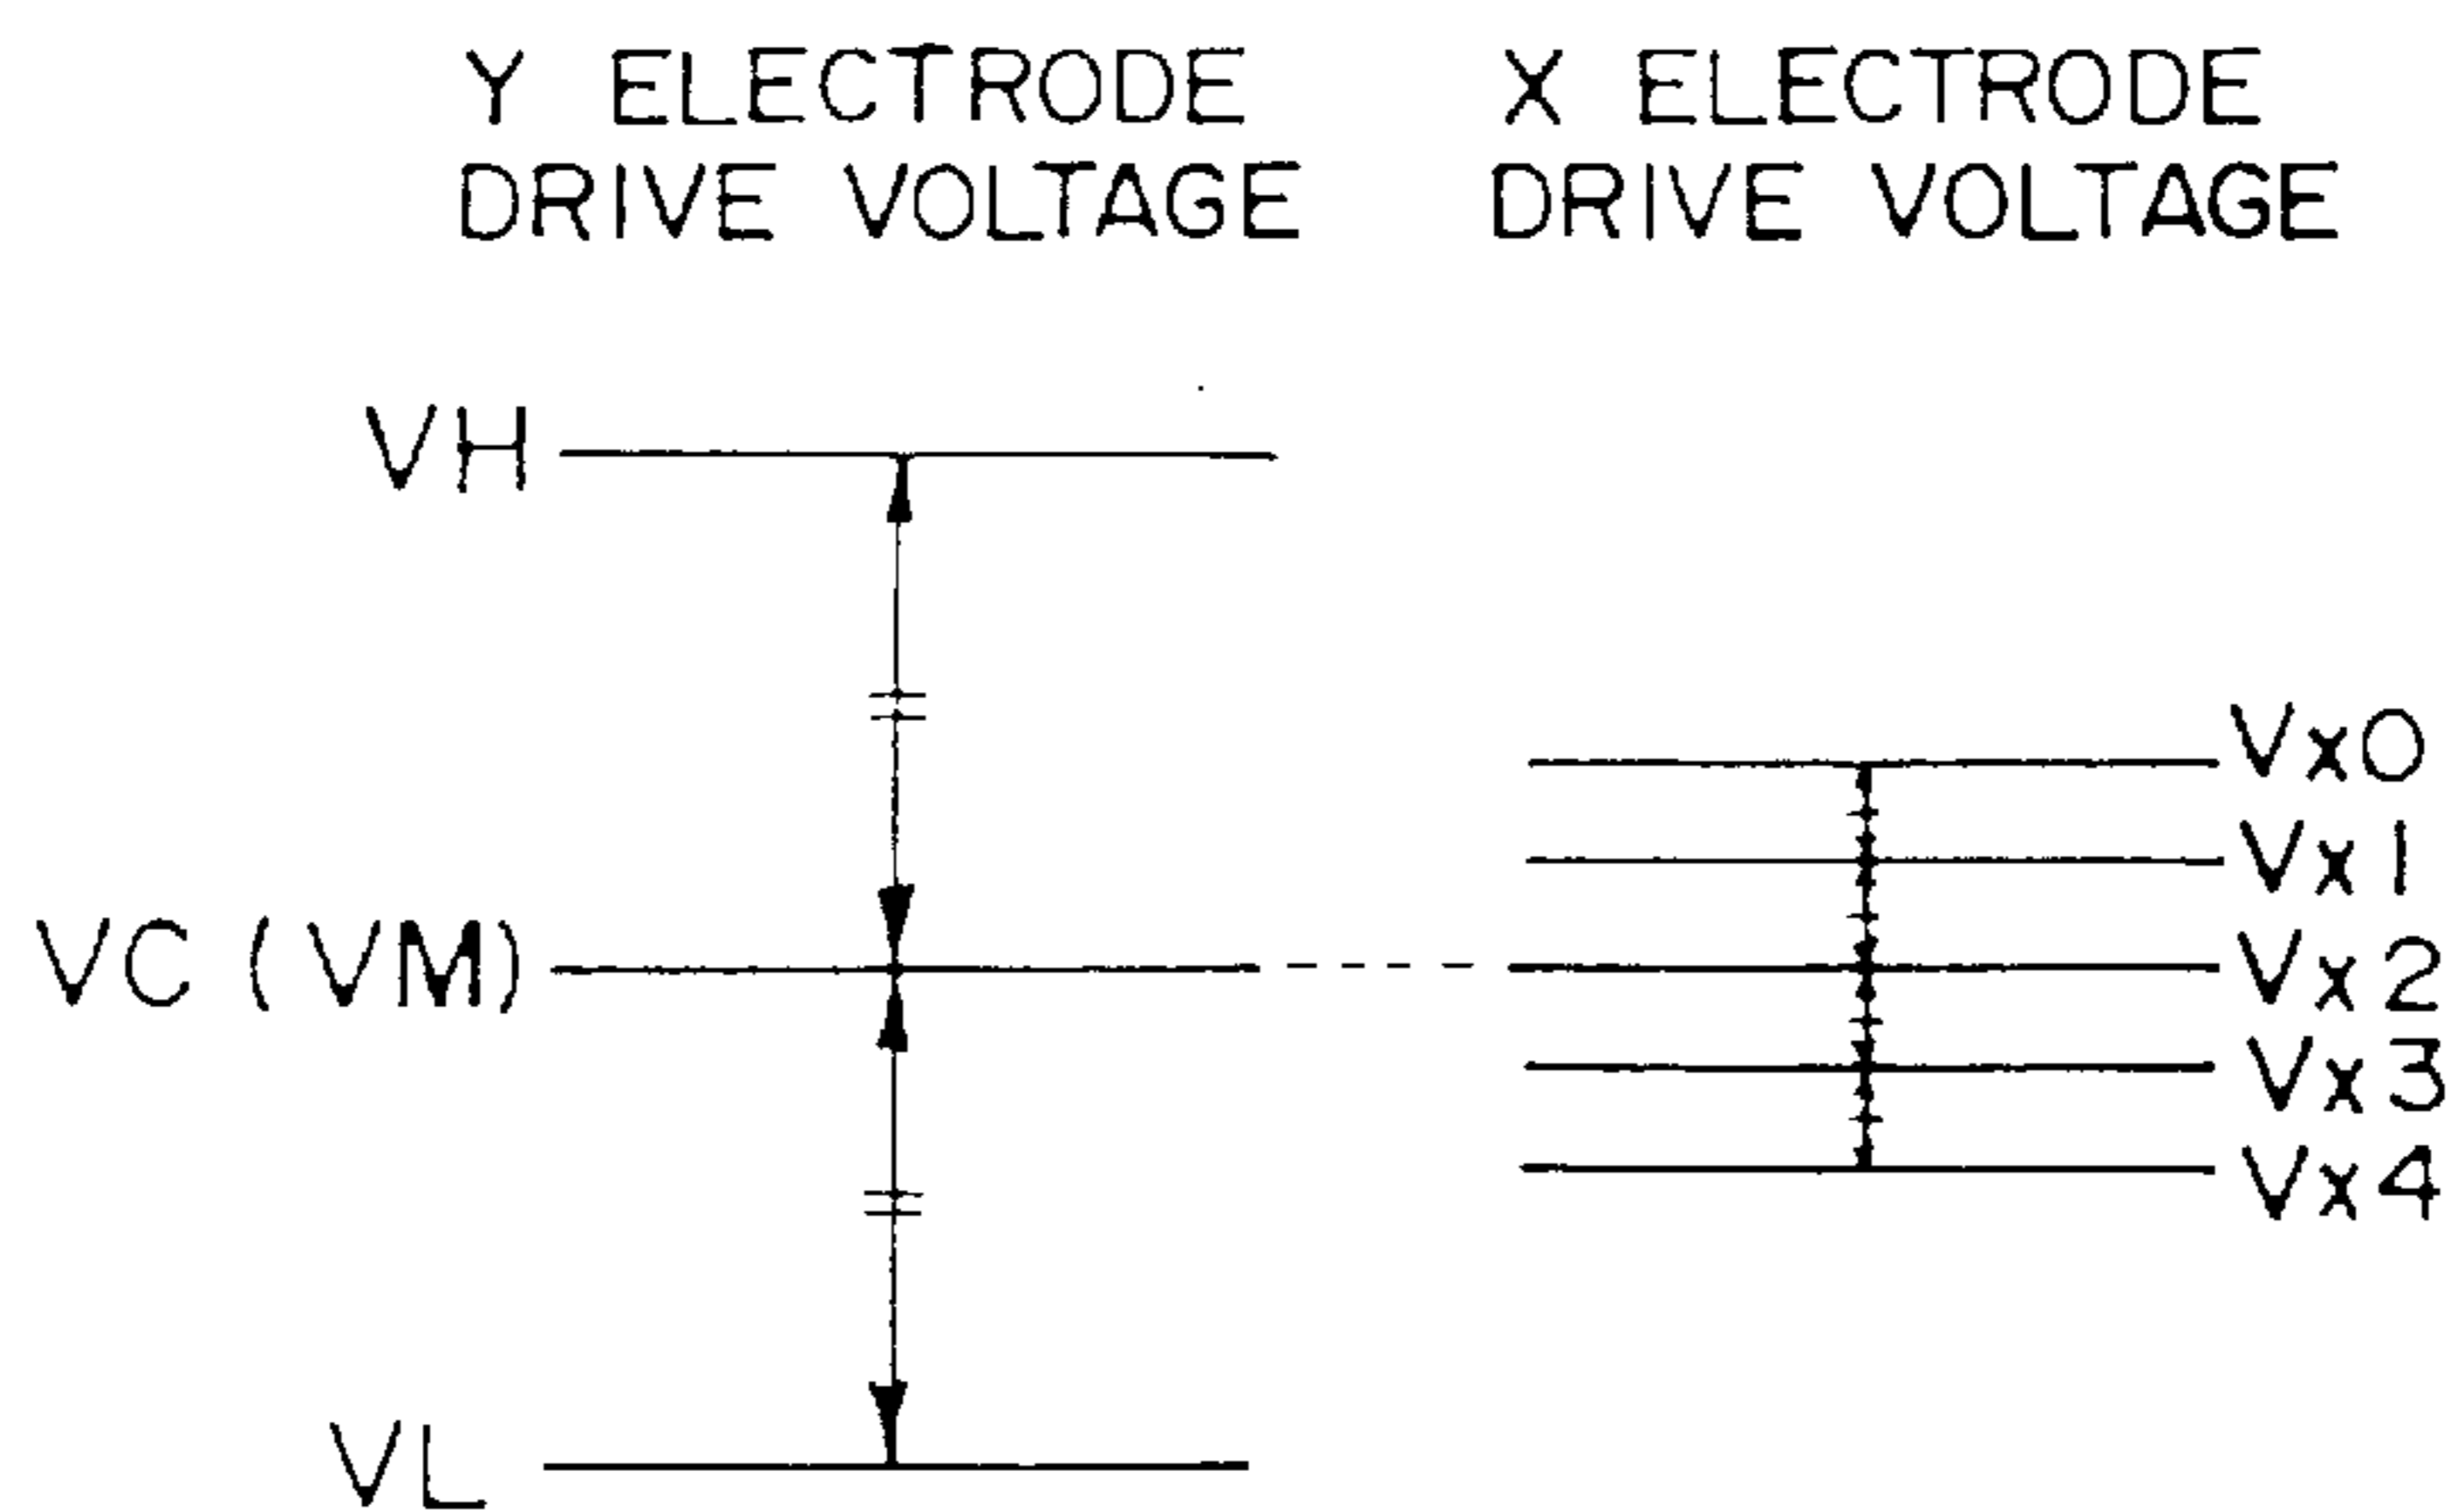 Y ELECTRODE
DRIVE VOLTAGE
X ELECTRODE
DRIVE VOLTAGE
VH
Vx0
Vx1
VC (VM)
Vx2
Vx3
Vx4
VL